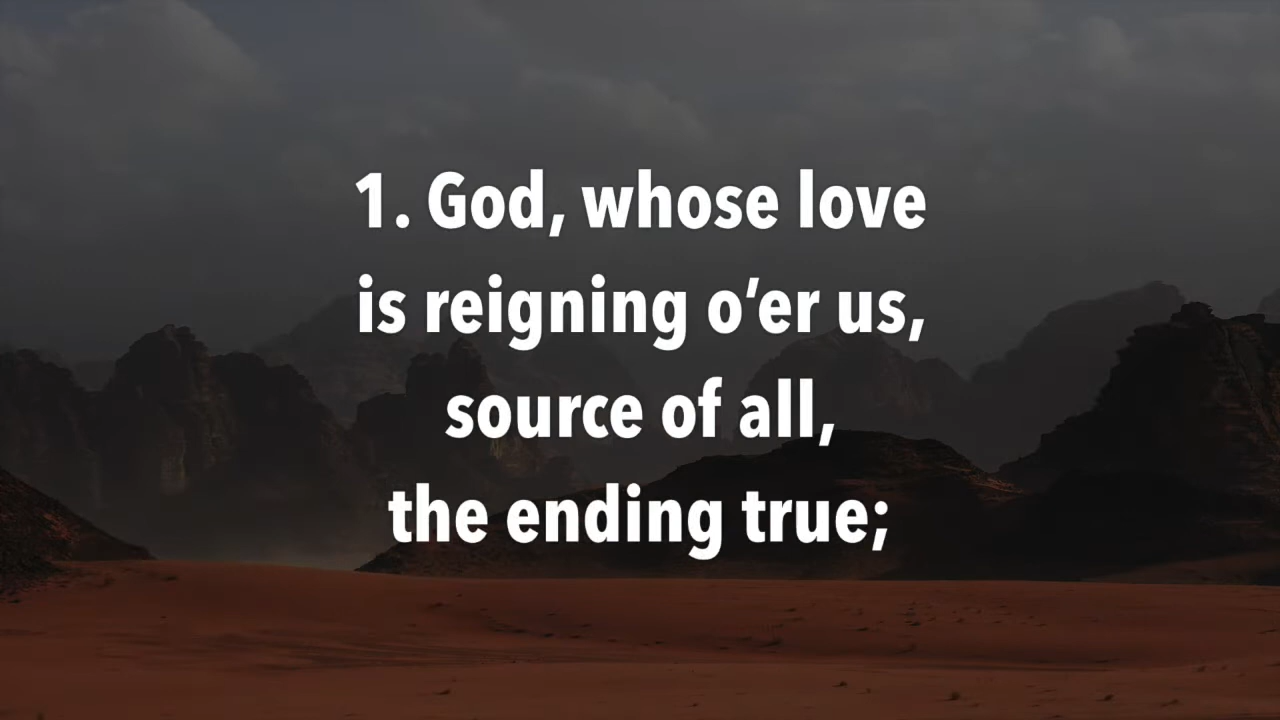 1. God, whose love
is reigning o’er us,
source of all,
the ending true;